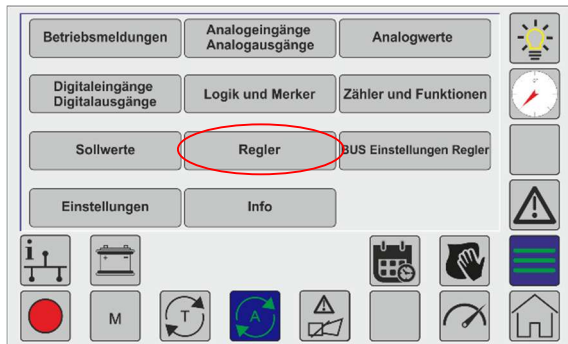 Betriebsmeldungen
Analogeingänge
Analogausgänge
Analogwerte
Digitaleingänge
Digitalausgänge
Logik und Merker
Zähler und Funktionen
Sollwerte
Regler
BUS Einstellungen Regler
Einstellungen
Info
i
M
T
A